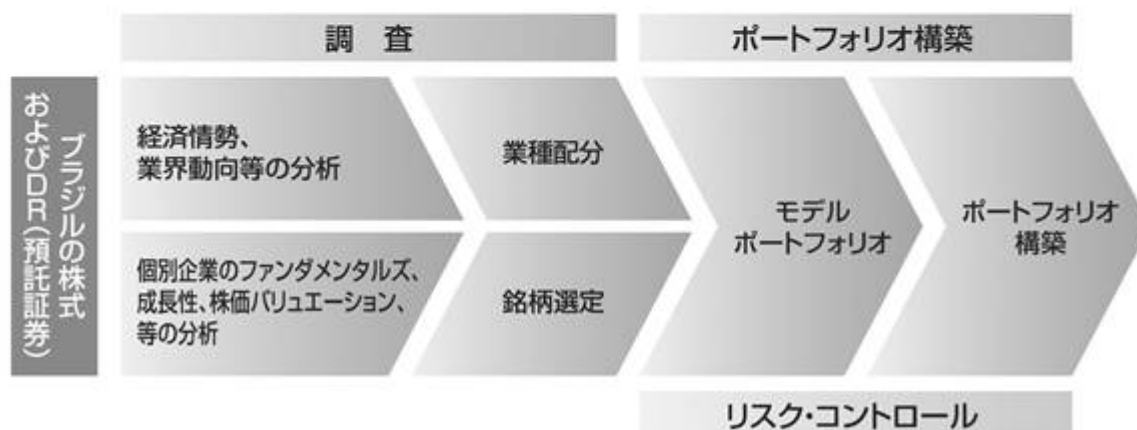 調 査
ポートフォリオ構築
ブラジルの株式
およびDR(預託証券)
経済情勢、
業界動向等の分析
業種配分
個別企業のファンダメンタルズ、
成長性、株価バリュエーション、
等の分析
銘柄選定
モデル
ポートフォリオ
ポートフォリオ
構築
リスク・コントロール